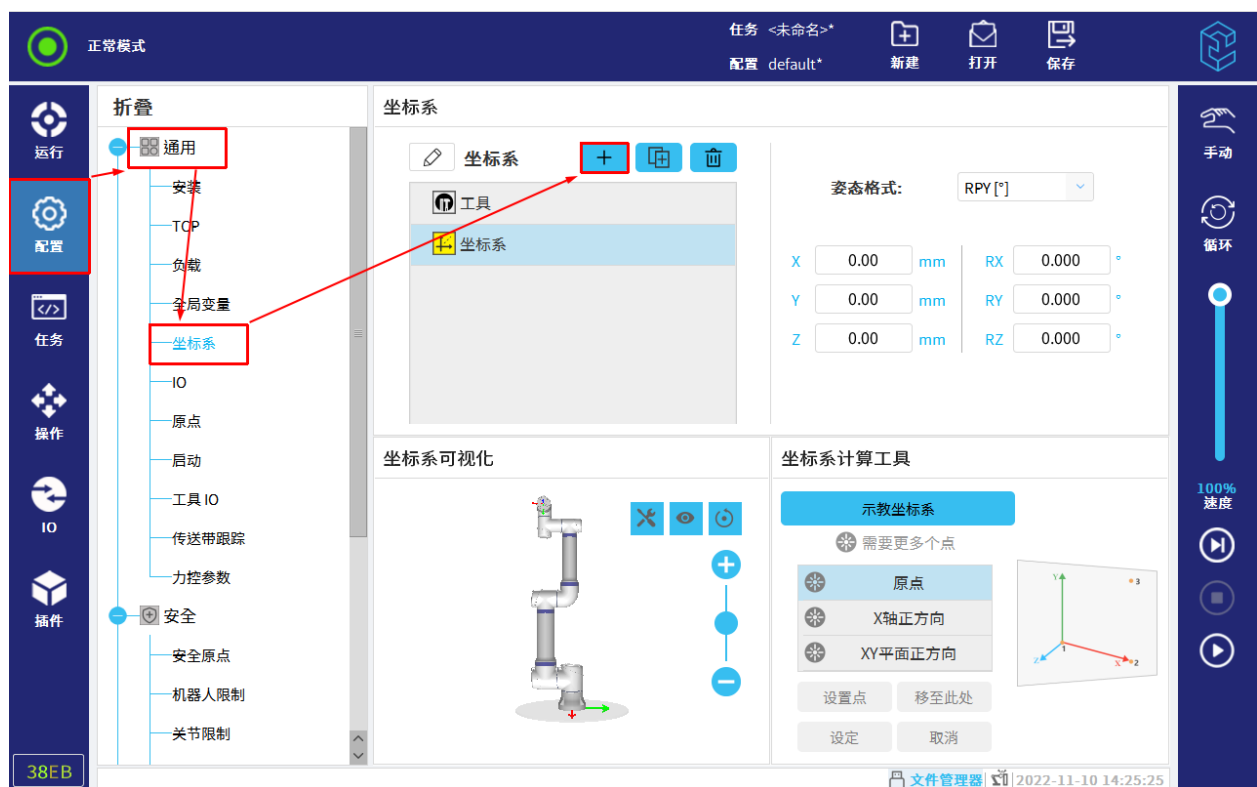 正常模式
任务 <未命名>*
配置 default*
新建
打开
保存
运行
配置
任务
操作
IO
插件
38EB
折叠
通用
安装
TCP
负载
全局变量
坐标系
IO
原点
启动
工具 IO
传送带跟踪
力控参数
安全
安全原点
机器人限制
关节限制
坐标系
坐标系
工具
坐标系
姿态格式: RPY [°]
X 0.00 mm RX 0.000 °
Y 0.00 mm RY 0.000 °
Z 0.00 mm RZ 0.000 °
坐标系可视化
坐标系计算工具
示教坐标系
需要更多个点
原点
X轴正方向
XY平面正方向
设置点 移至此处
设定 取消
Y
3
1
Z
X
2
手动
循环
100%
速度
文件管理器 2022-11-10 14:25:25